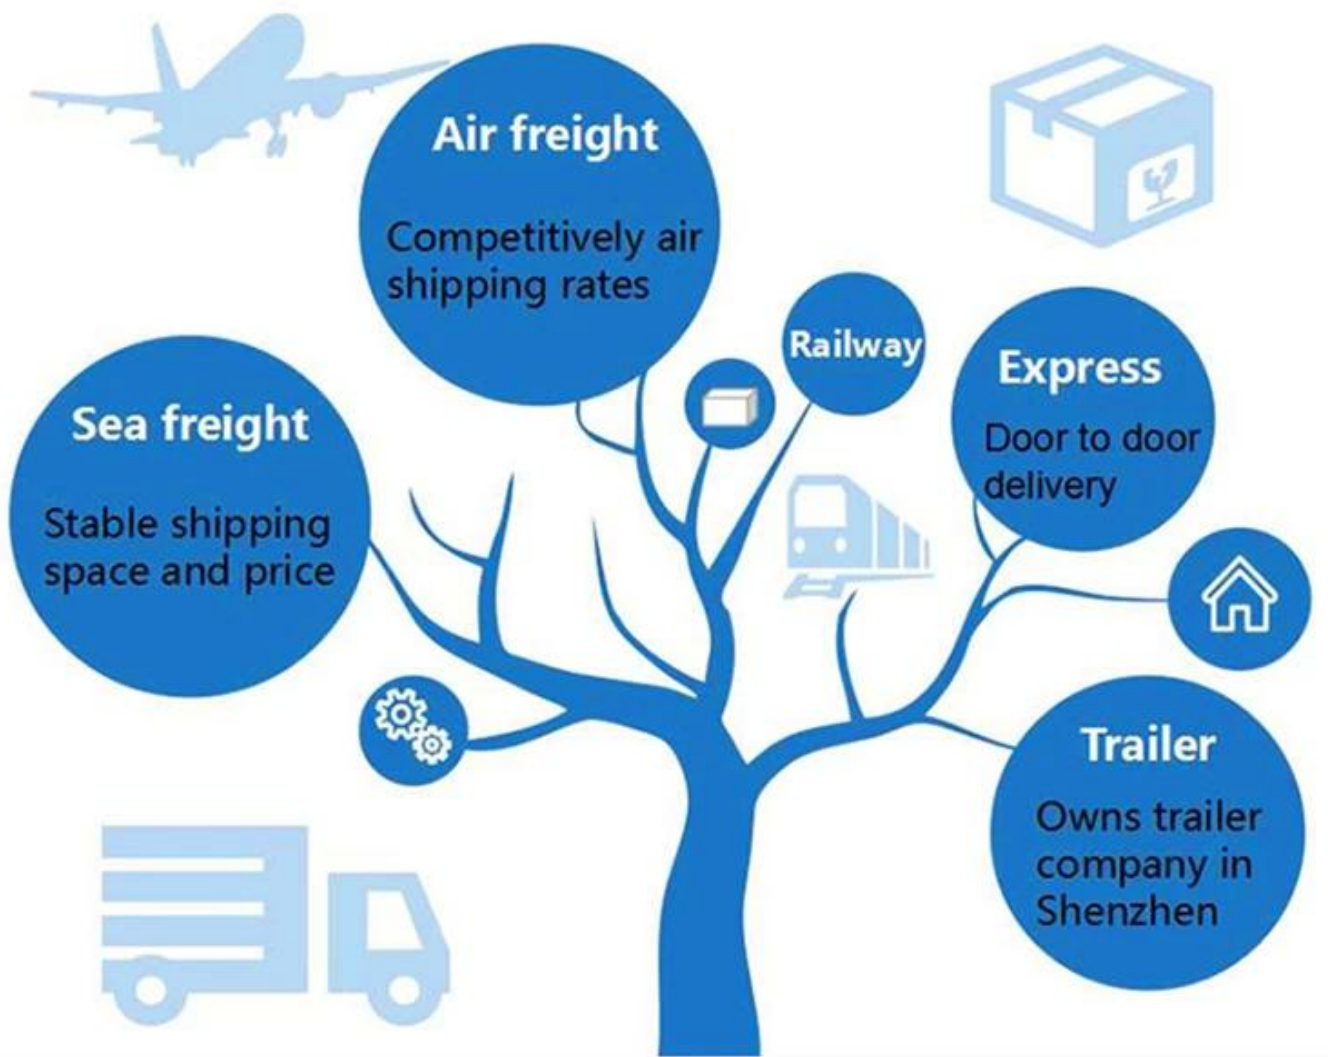 Air freight
Competitively air
shipping rates
Railway
Express
Door to door
delivery
Sea freight
Stable shipping
space and price
Trailer
Owns trailer
company in
Shenzhen